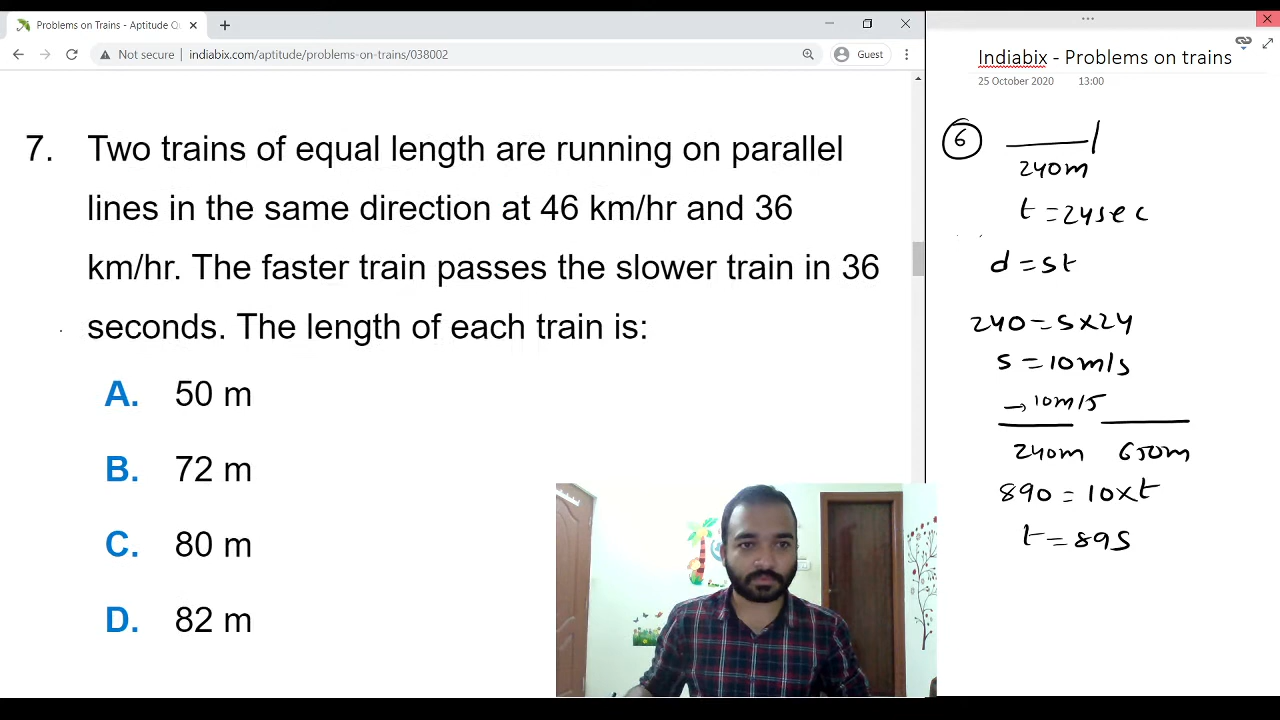 Problems on Trains - Aptitude Q
Not secure
indiabix.com/aptitude/problems-on-trains/038002
Guest
7. Two trains of equal length are running on parallel
lines in the same direction at 46 km/hr and 36
km/hr. The faster train passes the slower train in 36
seconds. The length of each train is:
A. 50 m
B. 72 m
C. 80 m
D. 82 m
Indiabix - Problems on trains
25 October 2020 13:00
6
240m
t = 24sec
d = st
240 = s x 24
s = 10m/s
→ 10m/s
240m 650m
890 = 10 x t
t = 89s